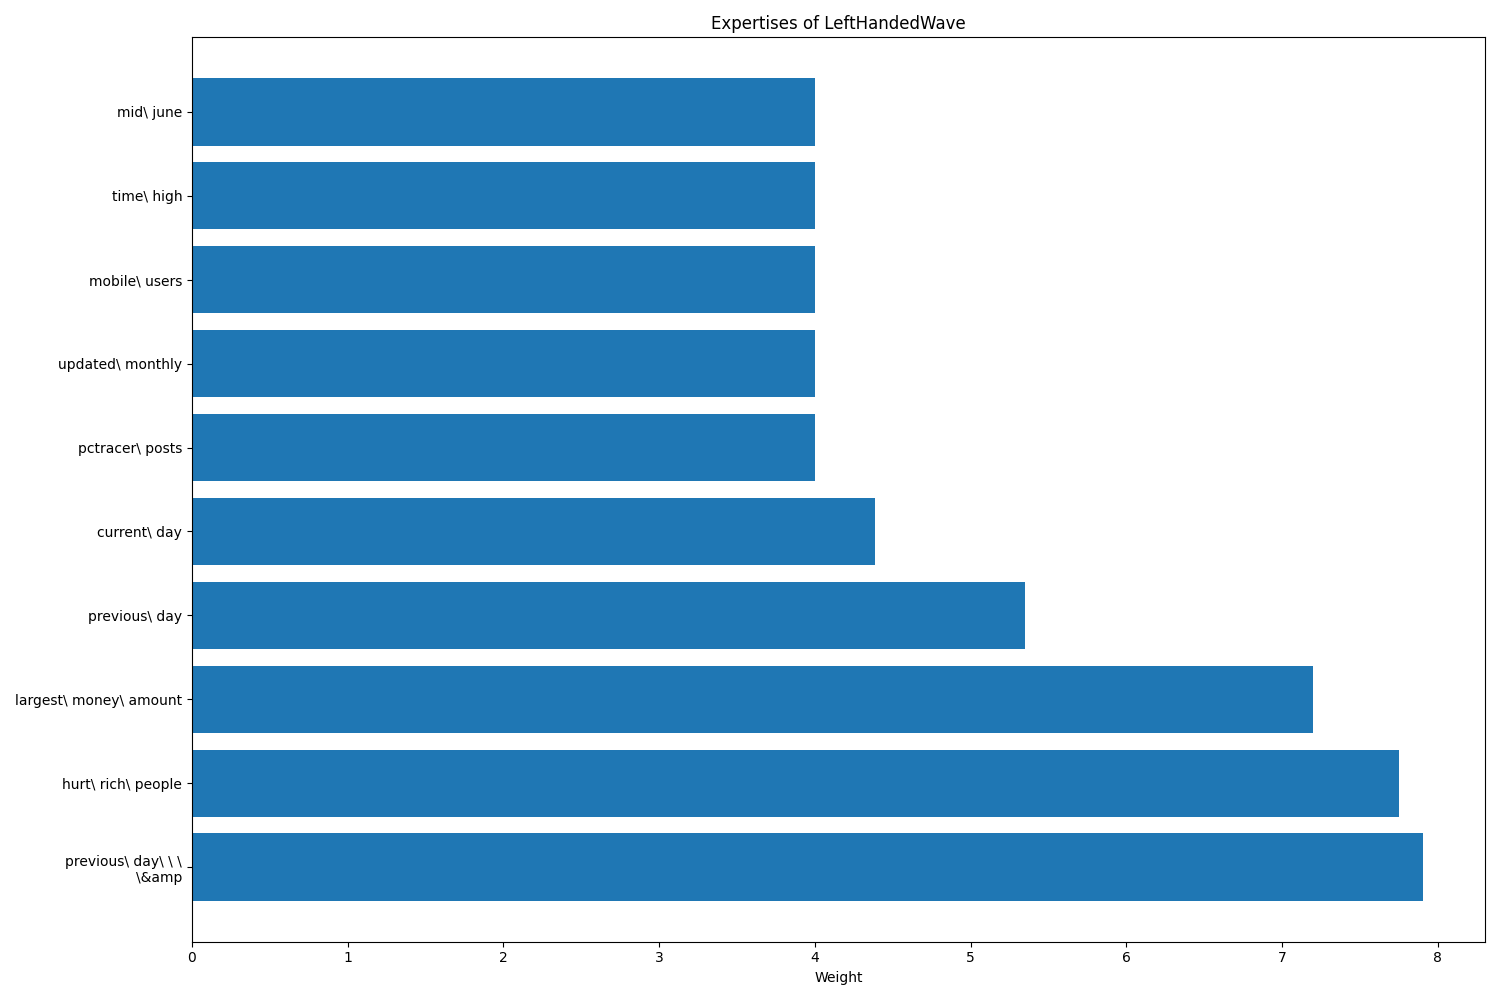 Expertises of LeftHandedWave
mid\ june
time\ high
mobile\ users
updated\ monthly
pctracer\ posts
current\ day
previous\ day
largest\ money\ amount
hurt\ rich\ people
previous\ day\ \ \
\&amp
0 1 2 3 4 5 6 7 8
Weight